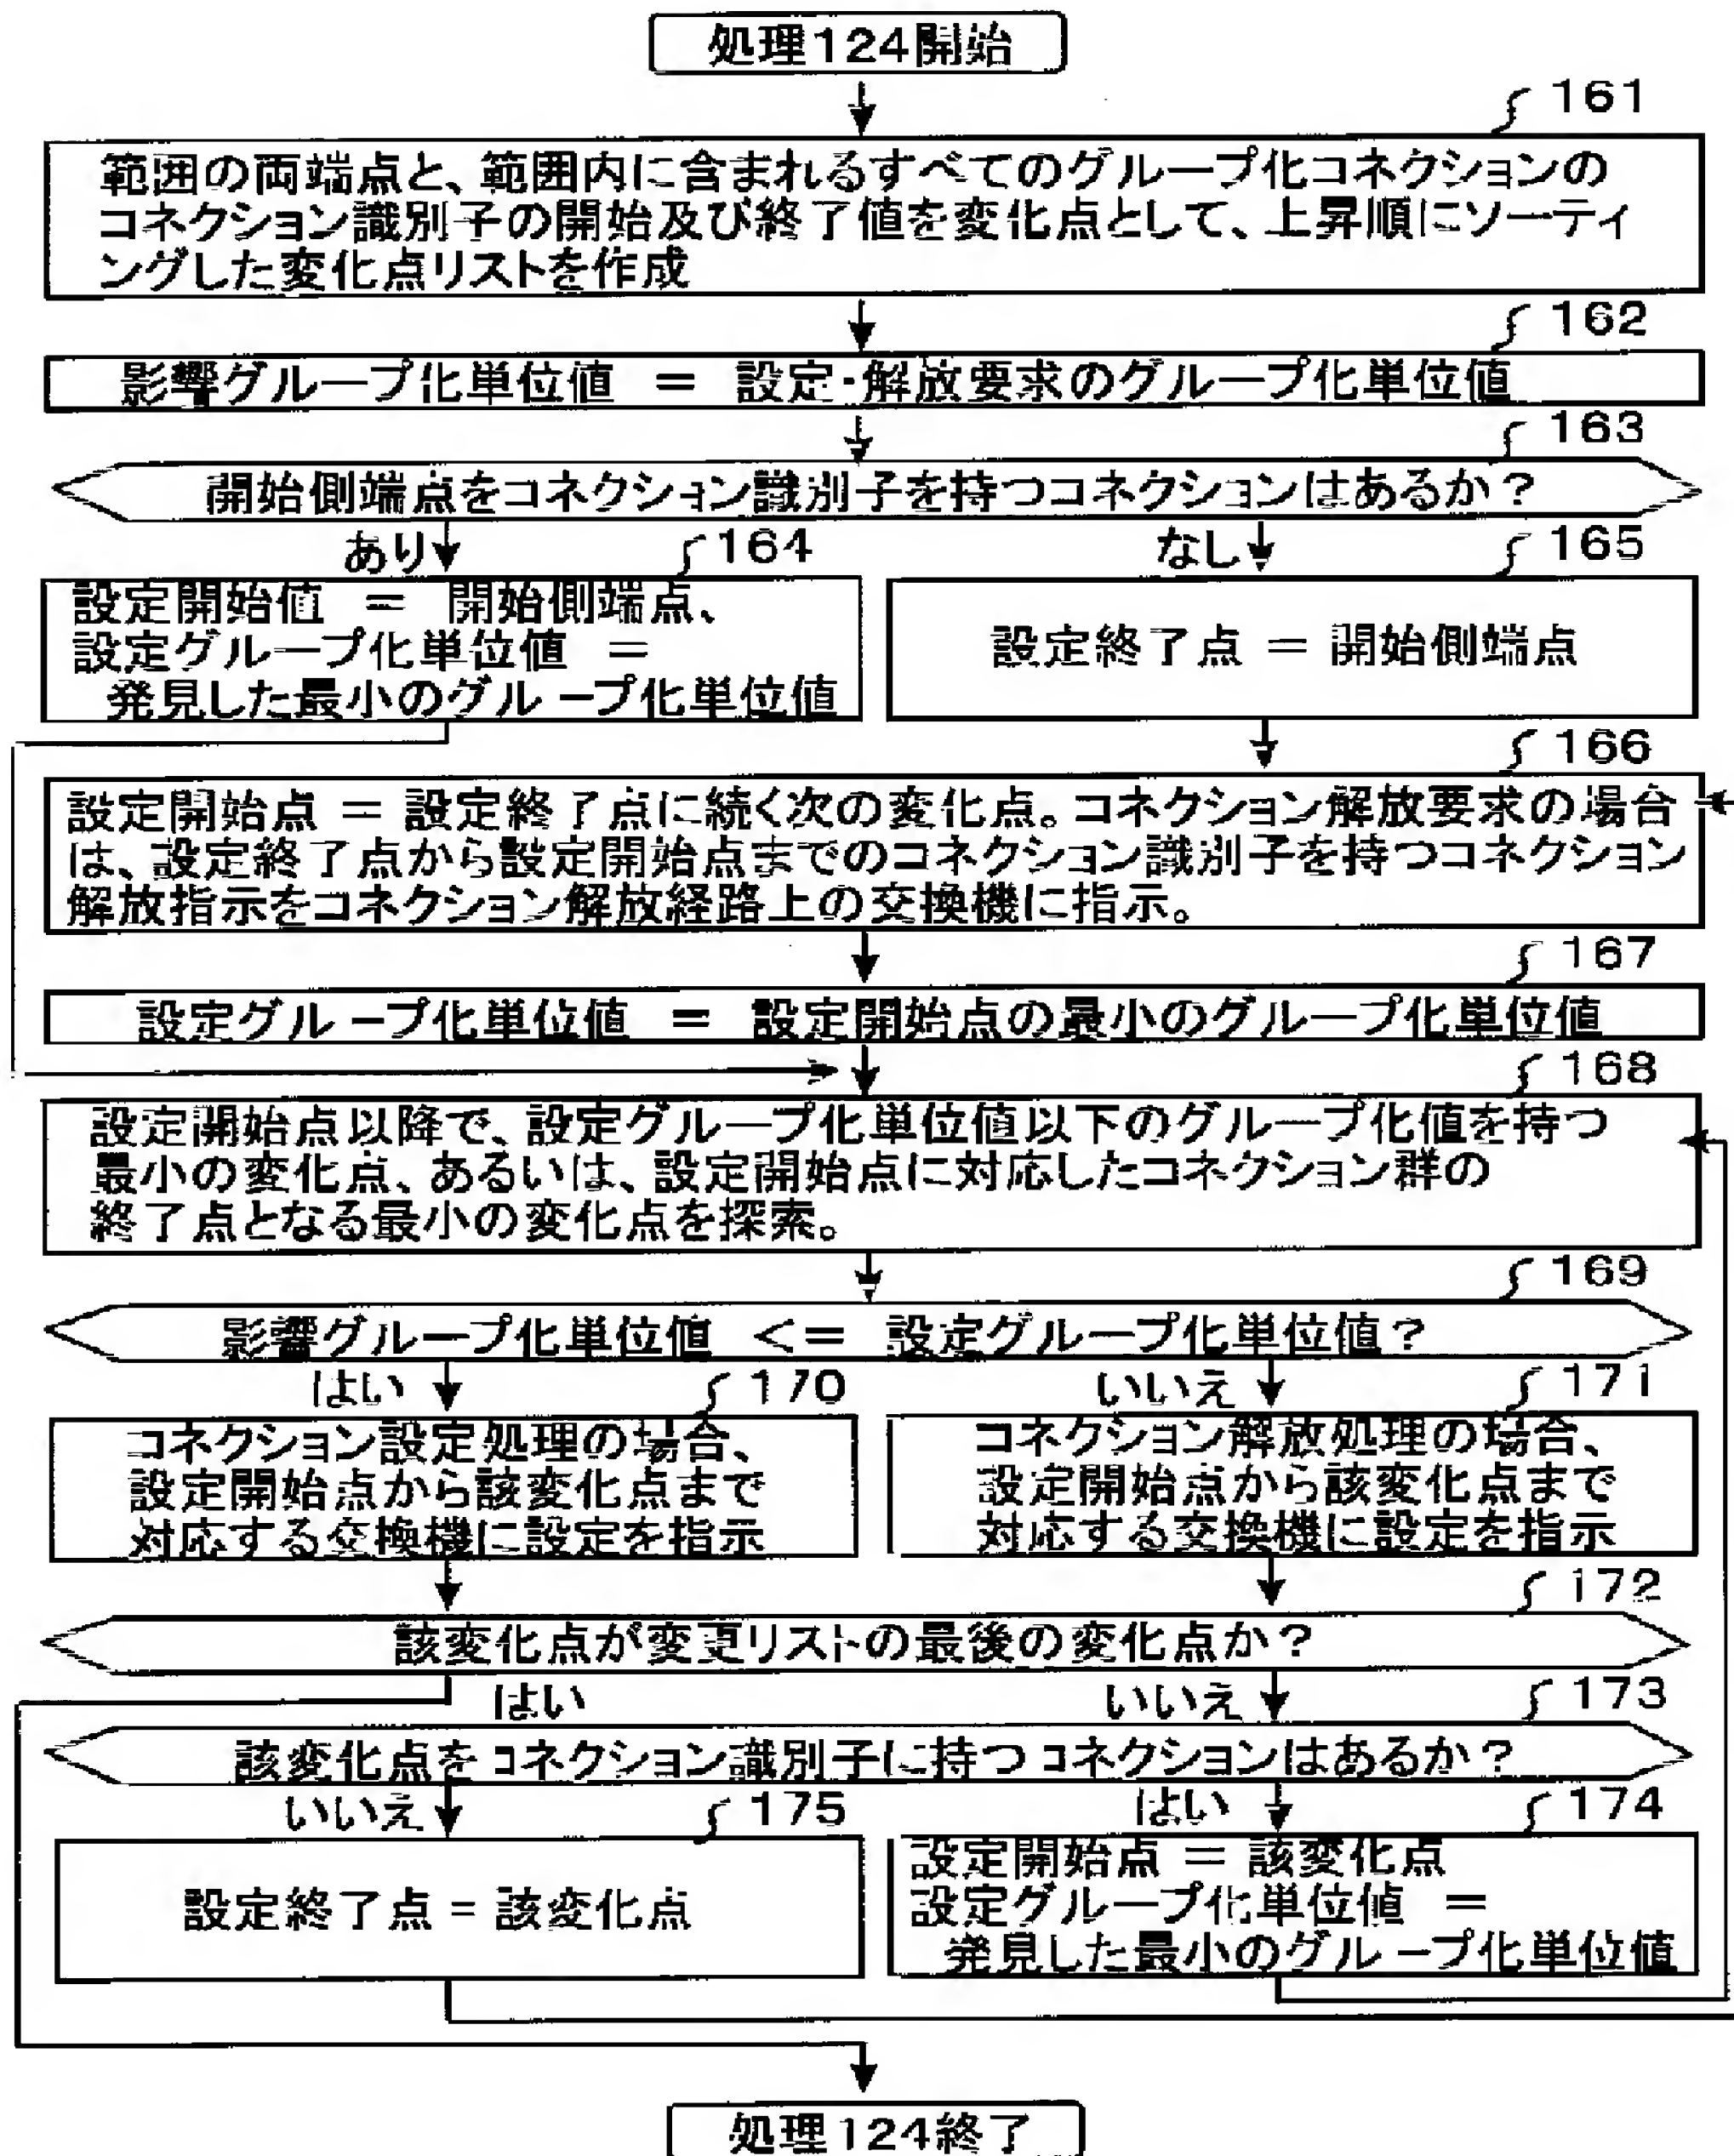 処理124開始
161
範囲の両端点と、範囲内に含まれるすべてのグループ化コネクションの
コネクション識別子の開始及び終了値を変化点として、上昇順にソーティ
ングした変化点リストを作成
162
影響グループ化単位値 = 設定・解放要求のグループ化単位値
163
開始側端点をコネクション識別子を持つコネクションはあるか？
あり
164
なし
165
設定開始値 = 開始側端点、
設定グループ化単位値 =
発見した最小のグループ化単位値
設定終了点 = 開始側端点
166
設定開始点 = 設定終了点に続く次の変化点。コネクション解放要求の場合
は、設定終了点から設定開始点までのコネクション識別子を持つコネクション
解放指示をコネクション解放経路上の交換機に指示。
167
設定グループ化単位値 = 設定開始点の最小のグループ化単位値
168
設定開始点以降で、設定グループ化単位値以下のグループ化値を持つ
最小の変化点、あるいは、設定開始点に対応したコネクション群の
終了点となる最小の変化点を探索。
169
影響グループ化単位値 <= 設定グループ化単位値？
はい
170
いいえ
171
コネクション設定処理の場合、
設定開始点から該変化点まで
対応する交換機に設定を指示
コネクション解放処理の場合、
設定開始点から該変化点まで
対応する交換機に設定を指示
172
該変化点が変更リストの最後の変化点か？
はい
いいえ
173
該変化点をコネクション識別子に持つコネクションはあるか？
いいえ
175
はい
174
設定終了点 = 該変化点
設定開始点 = 該変化点
設定グループ化単位値 =
発見した最小のグループ化単位値
処理124終了